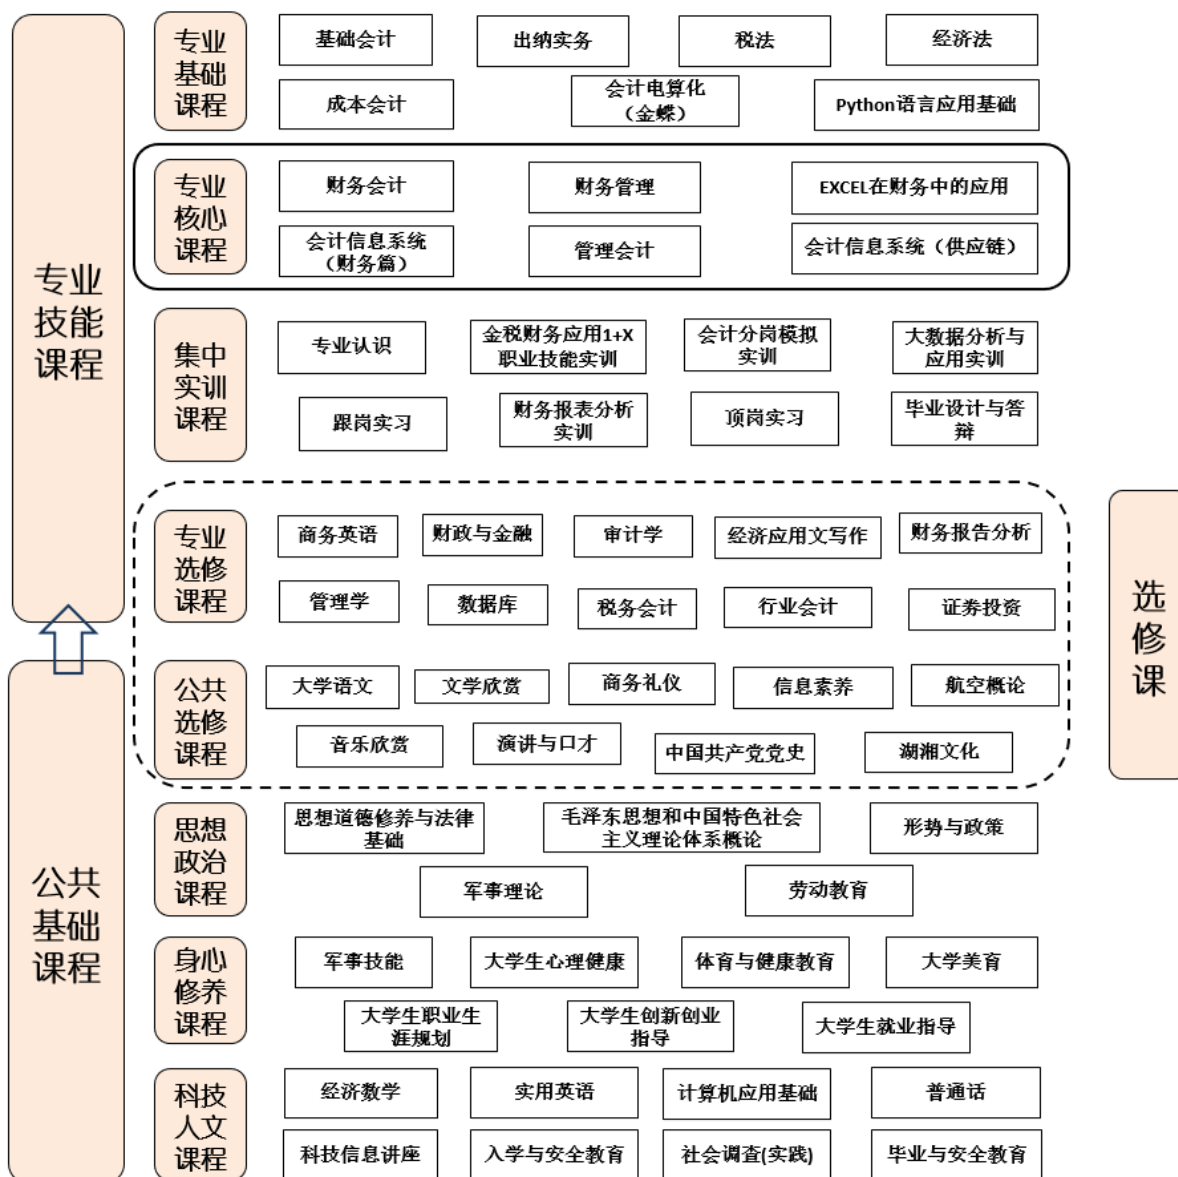 专业
技能
课程
公共
基础
课程
选
修
课
专业
基础
课程
基础会计
出纳实务
税法
经济法
成本会计
会计电算化
（金蝶）
Python语言应用基础
专业
核心
课程
财务会计
财务管理
EXCEL在财务中的应用
会计信息系统
（财务篇）
管理会计
会计信息系统（供应链）
集中
实训
课程
专业认识
金税财务应用1+X
职业技能实训
会计分岗模拟
实训
大数据分析与
应用实训
跟岗实习
财务报表分析
实训
顶岗实习
毕业设计与答
辩
专业
选修
课程
商务英语
财政与金融
审计学
经济应用文写作
财务报告分析
管理学
数据库
税务会计
行业会计
证券投资
公共
选修
课程
大学语文
文学欣赏
商务礼仪
信息素养
航空概论
音乐欣赏
演讲与口才
中国共产党党史
湖湘文化
思想
政治
课程
思想道德修养与法律
基础
毛泽东思想和中国特色社会
主义理论体系概论
形势与政策
军事理论
劳动教育
身心
修养
课程
军事技能
大学生心理健康
体育与健康教育
大学美育
大学生职业生
涯规划
大学生创新创业
指导
大学生就业指导
科技
人文
课程
经济数学
实用英语
计算机应用基础
普通话
科技信息讲座
入学与安全教育
社会调查(实践)
毕业与安全教育